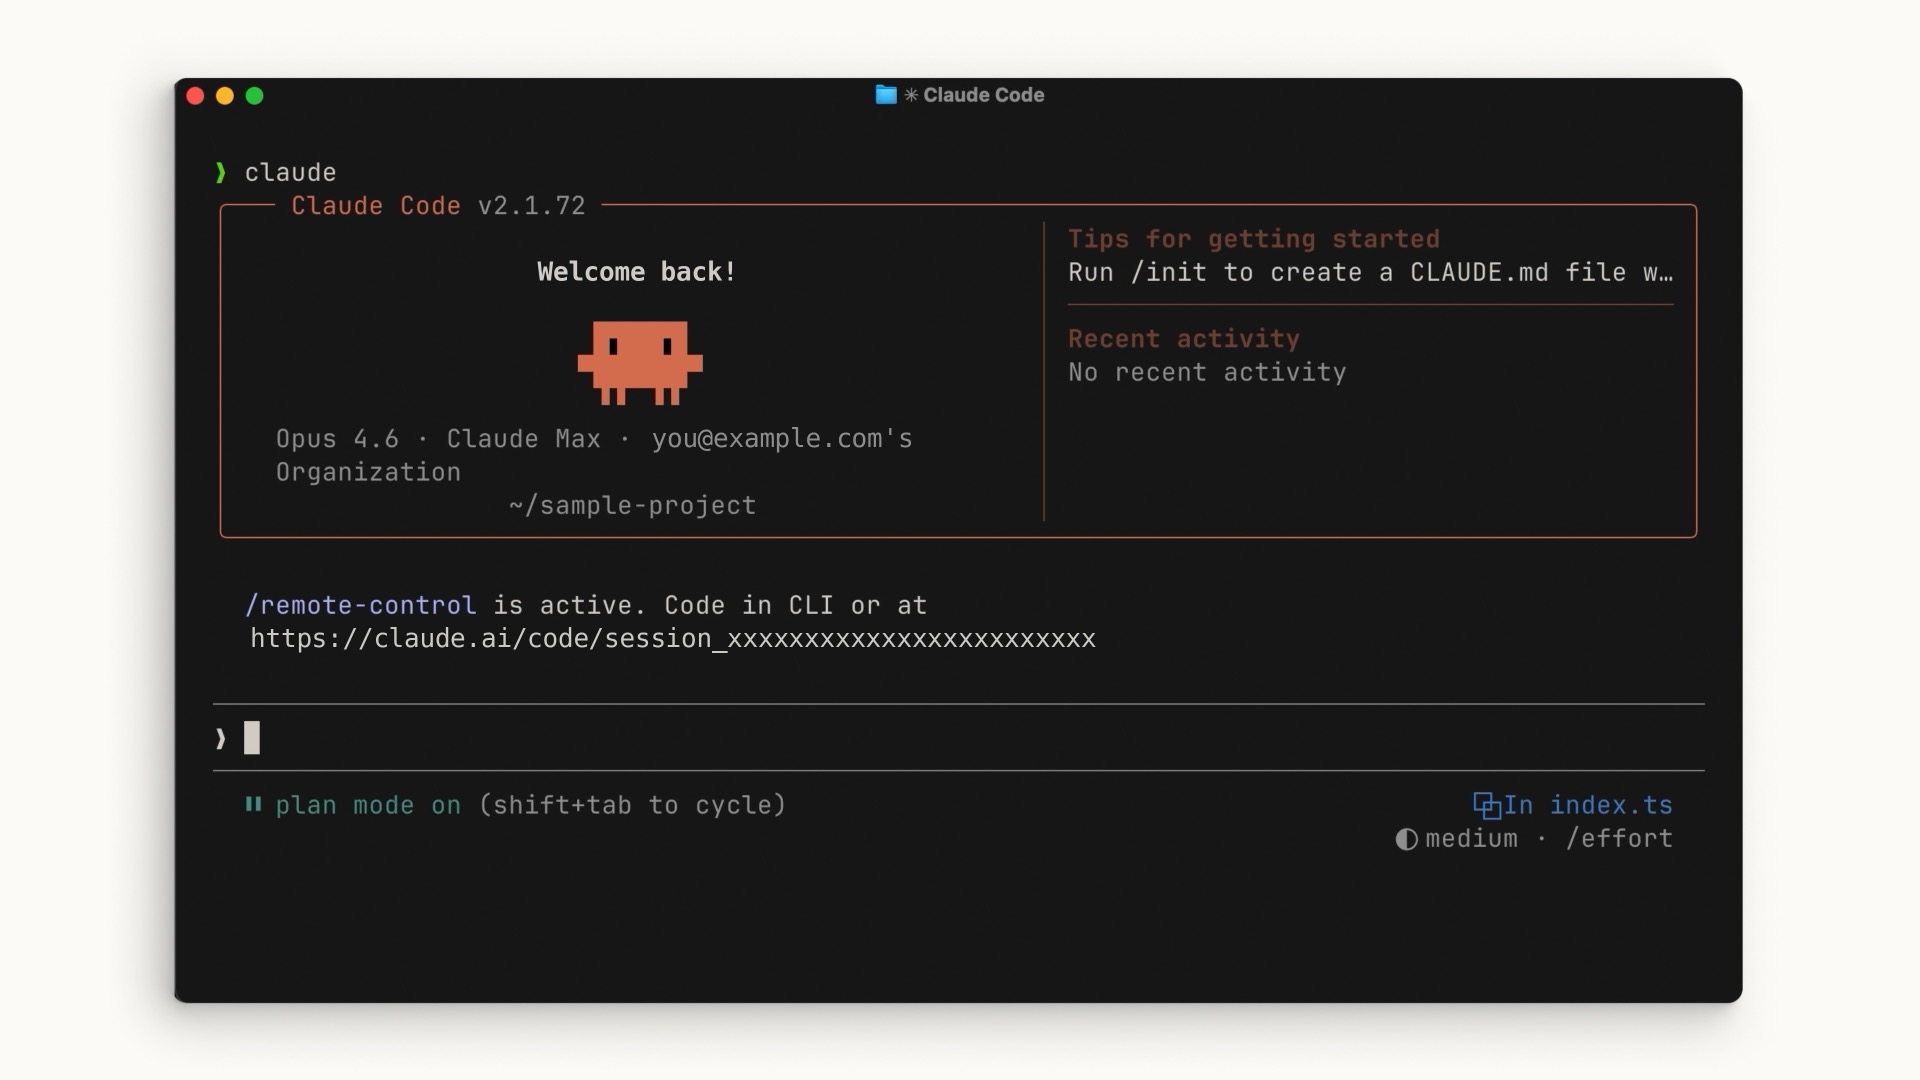 ✳ Claude Code
❯ claude
Claude Code v2.1.72
Welcome back!
Opus 4.6 · Claude Max · you@example.com's
Organization
~/sample-project
Tips for getting started
Run /init to create a CLAUDE.md file w…
Recent activity
No recent activity
/remote-control is active. Code in CLI or at
https://claude.ai/code/session_xxxxxxxxxxxxxxxxxxxxxxxx
❯
⏸ plan mode on (shift+tab to cycle)
⧉ In index.ts
◐ medium · /effort